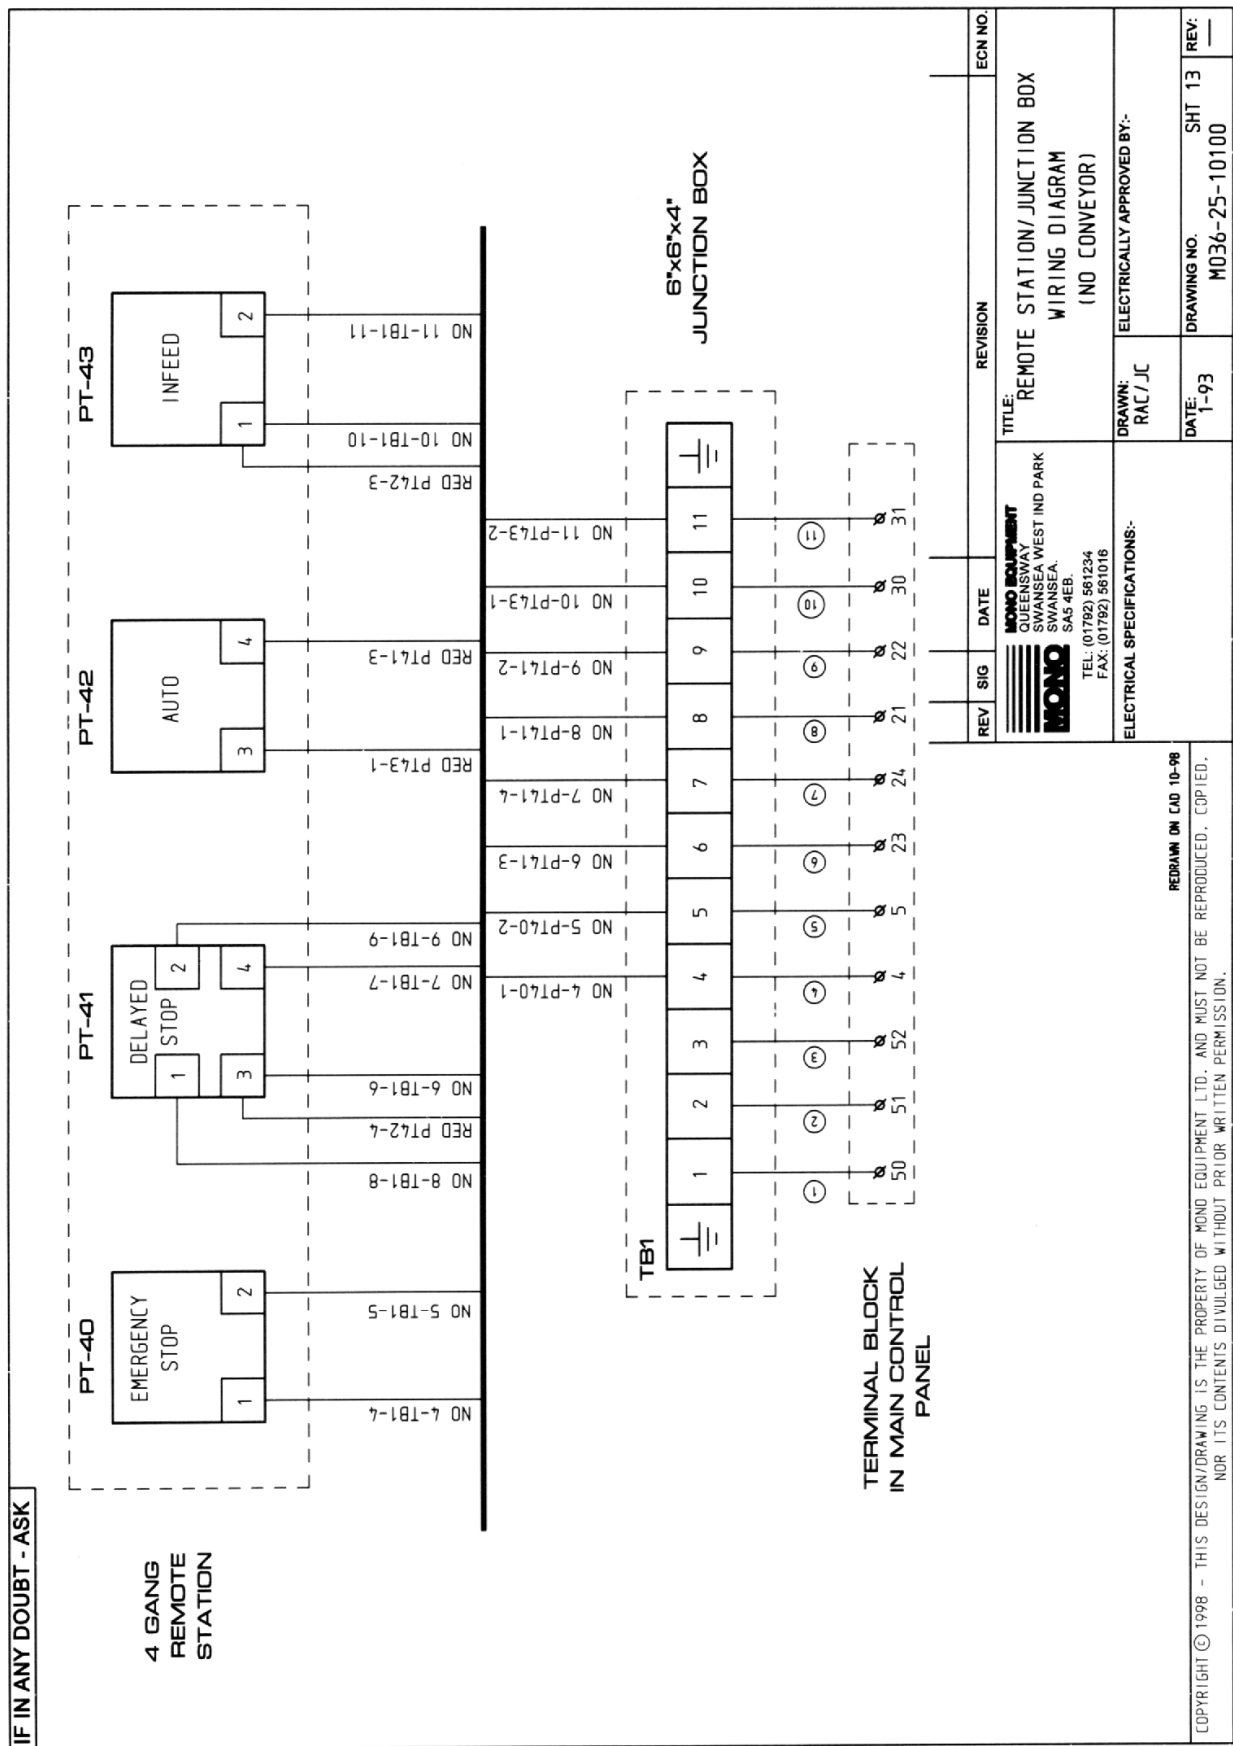 IF IN ANY DOUBT - ASK
4 GANG
REMOTE
STATION
PT-40
EMERGENCY
STOP
1
2
PT-41
DELAYED
STOP
1
2
3
4
PT-42
AUTO
3
4
PT-43
INFEED
1
2
NO 4-TB1-4
NO 5-TB1-5
NO 8-TB1-8
RED PT42-4
NO 6-TB1-6
NO 7-TB1-7
NO 9-TB1-9
RED PT43-1
RED PT41-3
RED PT42-3
NO 10-TB1-10
NO 11-TB1-11
NO 4-PT40-1
NO 5-PT40-2
NO 6-PT41-3
NO 7-PT41-4
NO 8-PT41-1
NO 9-PT41-2
NO 10-PT43-1
NO 11-PT43-2
6"x6"x4"
JUNCTION BOX
TB1
1 2 3 4 5 6 7 8 9 10 11
1 2 3 4 5 6 7 8 9 10 11
50 51 52 4 5 23 24 21 22 30 31
TERMINAL BLOCK
IN MAIN CONTROL
PANEL
REV SIG DATE REVISION ECN NO.
MONO
MONO EQUIPMENT
QUEENSWAY
SWANSEA WEST IND PARK
SWANSEA.
SA5 4EB.
TEL: (01792) 561234
FAX: (01792) 561016
TITLE:
REMOTE STATION/JUNCTION BOX
WIRING DIAGRAM
(NO CONVEYOR)
ELECTRICAL SPECIFICATIONS:-
DRAWN:
RAC/JC
ELECTRICALLY APPROVED BY:-
DATE:
1-93
DRAWING NO.
M036-25-10100
SHT 13
REV:
—
REDRAWN ON CAD 10-98
COPYRIGHT © 1998 - THIS DESIGN/DRAWING IS THE PROPERTY OF MONO EQUIPMENT LTD. AND MUST NOT BE REPRODUCED, COPIED,
NOR ITS CONTENTS DIVULGED WITHOUT PRIOR WRITTEN PERMISSION.